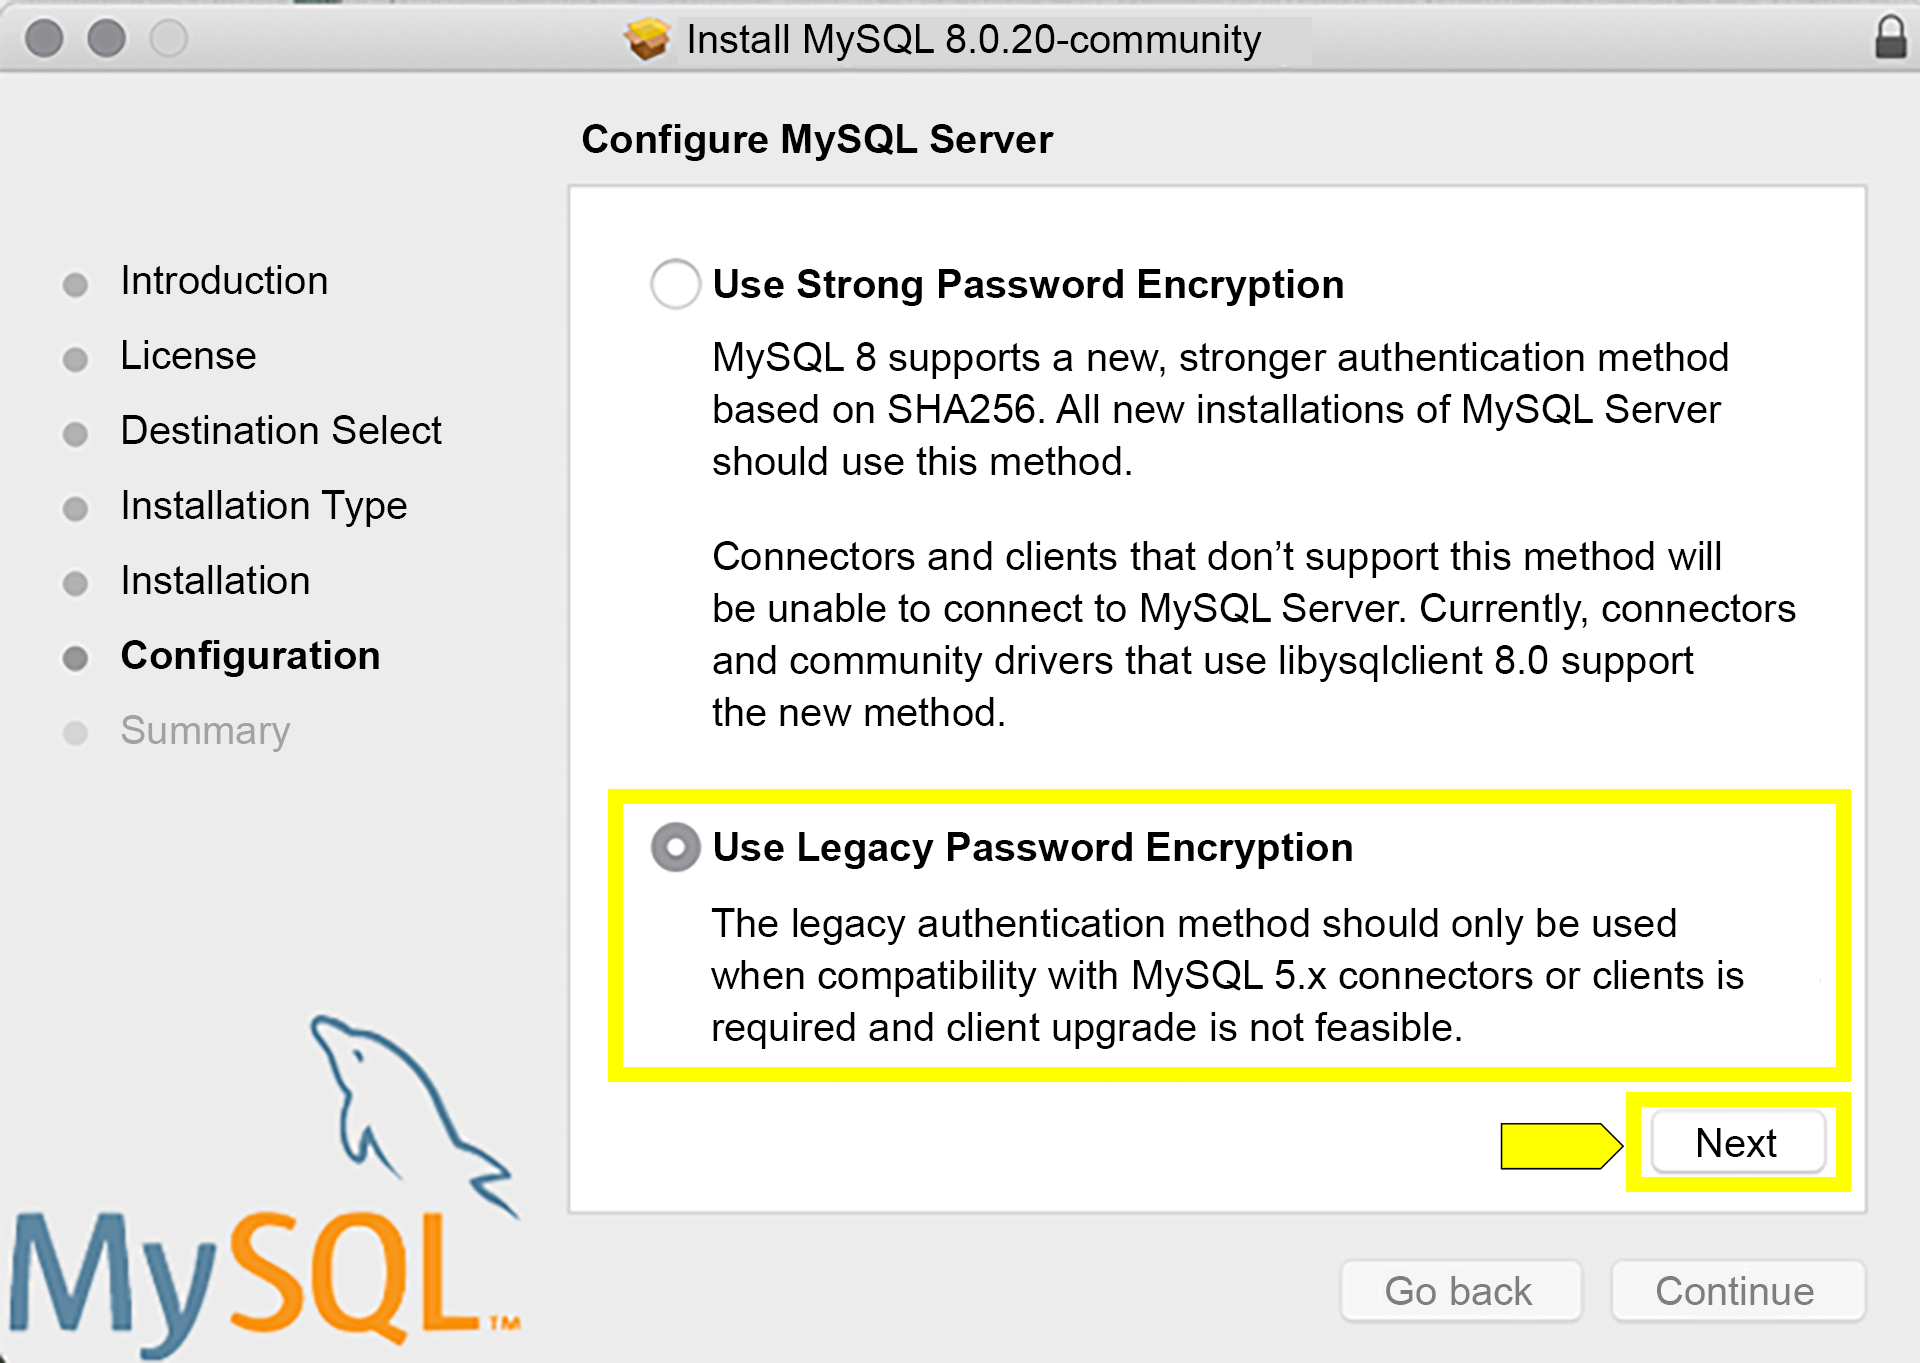 Install MySQL 8.0.20-community
Configure MySQL Server
Introduction
License
Destination Select
Installation Type
Installation
Configuration
Summary
Use Strong Password Encryption
MySQL 8 supports a new, stronger authentication method
based on SHA256. All new installations of MySQL Server
should use this method.
Connectors and clients that don’t support this method will
be unable to connect to MySQL Server. Currently, connectors
and community drivers that use libysqlclient 8.0 support
the new method.
Use Legacy Password Encryption
The legacy authentication method should only be used
when compatibility with MySQL 5.x connectors or clients is
required and client upgrade is not feasible.
Next
MySQL™
Go back
Continue